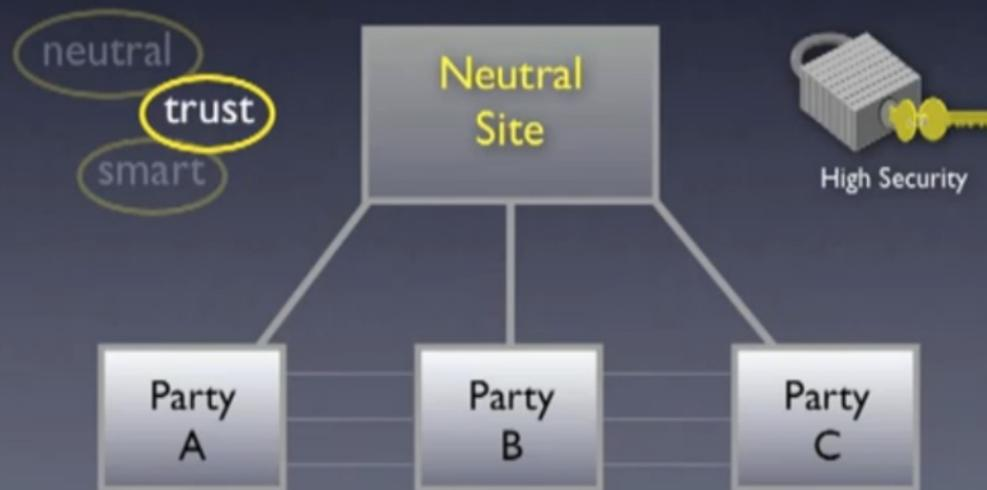 neutral
trust
smart
Neutral
Site
High Security
Party
A
Party
B
Party
C